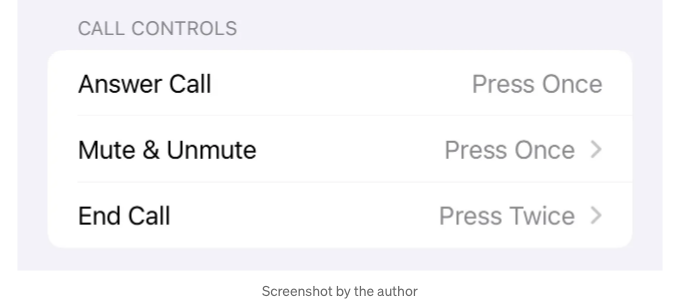 CALL CONTROLS
Answer Call Press Once
Mute & Unmute Press Once
End Call Press Twice
Screenshot by the author